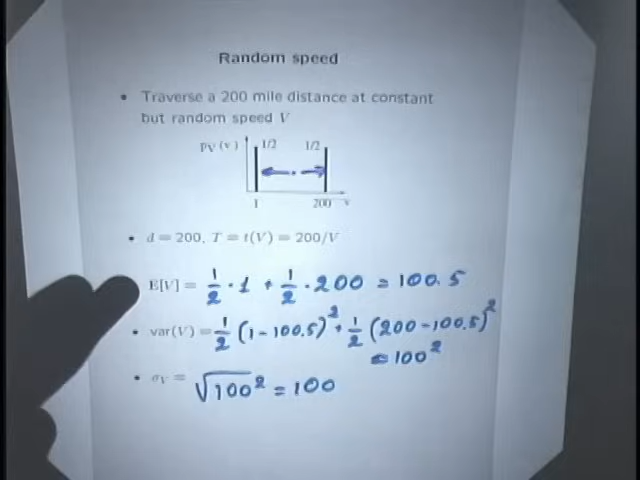 Random speed
• Traverse a 200 mile distance at constant
but random speed V
pV(v) 1/2 1/2
1 200 v
• d = 200, T = t(V) = 200/V
E[V] = 1/2 · 1 + 1/2 · 200 = 100.5
• var(V) = 1/2 (1 - 100.5)² + 1/2 (200 - 100.5)²
= 100²
• σV = √100² = 100